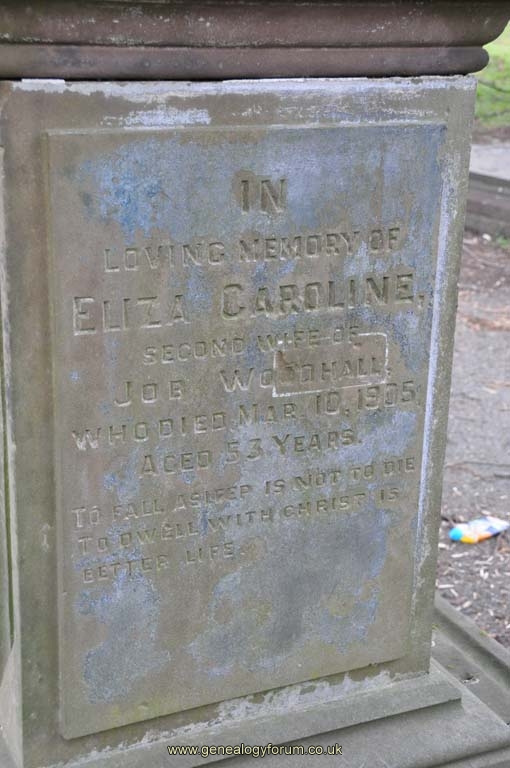 IN
LOVING MEMORY OF
ELIZA CAROLINE,
SECOND WIFE OF
JOB WOODHALL,
WHO DIED MAR. 10, 1905,
AGED 53 YEARS.
TO FALL ASLEEP IS NOT TO DIE
TO DWELL WITH CHRIST IS
BETTER LIFE.
www.genealogyforum.co.uk